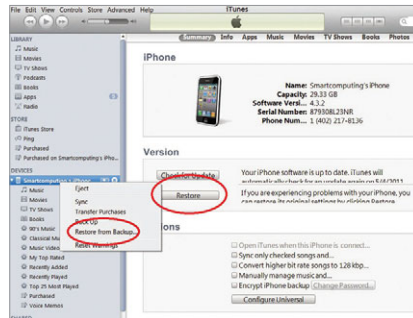 File Edit View Controls Store Advanced Help
iTunes
Summary Info Apps Music Movies TV Shows Books Photos
LIBRARY
Music
Movies
TV Shows
Podcasts
Books
Apps
Radio
STORE
iTunes Store
Ping
Purchased
Purchased on Smartcomputing's iPho...
DEVICES
Smartcomputing's iPhone
Music
Movies
TV Shows
Books
90's Music
Classical Mu
Music Video
My Top Rated
Recently Added
Recently Played
Top 25 Most Played
Purchased
Voice Memos
Eject
Sync
Transfer Purchases
Back Up
Restore from Backup...
Reset Warnings
iPhone
Name: Smartcomputing's iPhone
Capacity: 29.33 GB
Software Versi... 4.3.2
Serial Number: 879308L23NR
Phone Num... 1 (402) 217-8136
Version
Check for Update
Your iPhone software is up to date. iTunes will
automatically check for an update again on 5/4/2011.
Restore
If you are experiencing problems with your iPhone, you
can restore its original settings by clicking Restore.
ions
Open iTunes when this iPhone is connect...
Sync only checked songs and...
Convert higher bit rate songs to 128 kbp...
Manually manage music and...
Encrypt iPhone backup Change Password...
Configure Universal